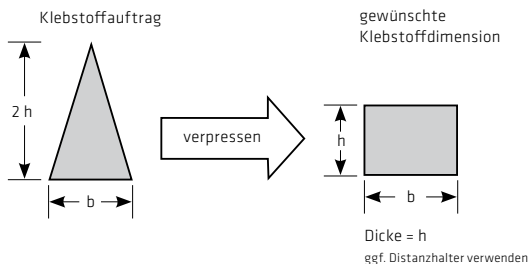 Klebstoffauftrag
gewünschte
Klebstoffdimension
2 h
verpressen
h
b
b
Dicke = h
ggf. Distanzhalter verwenden